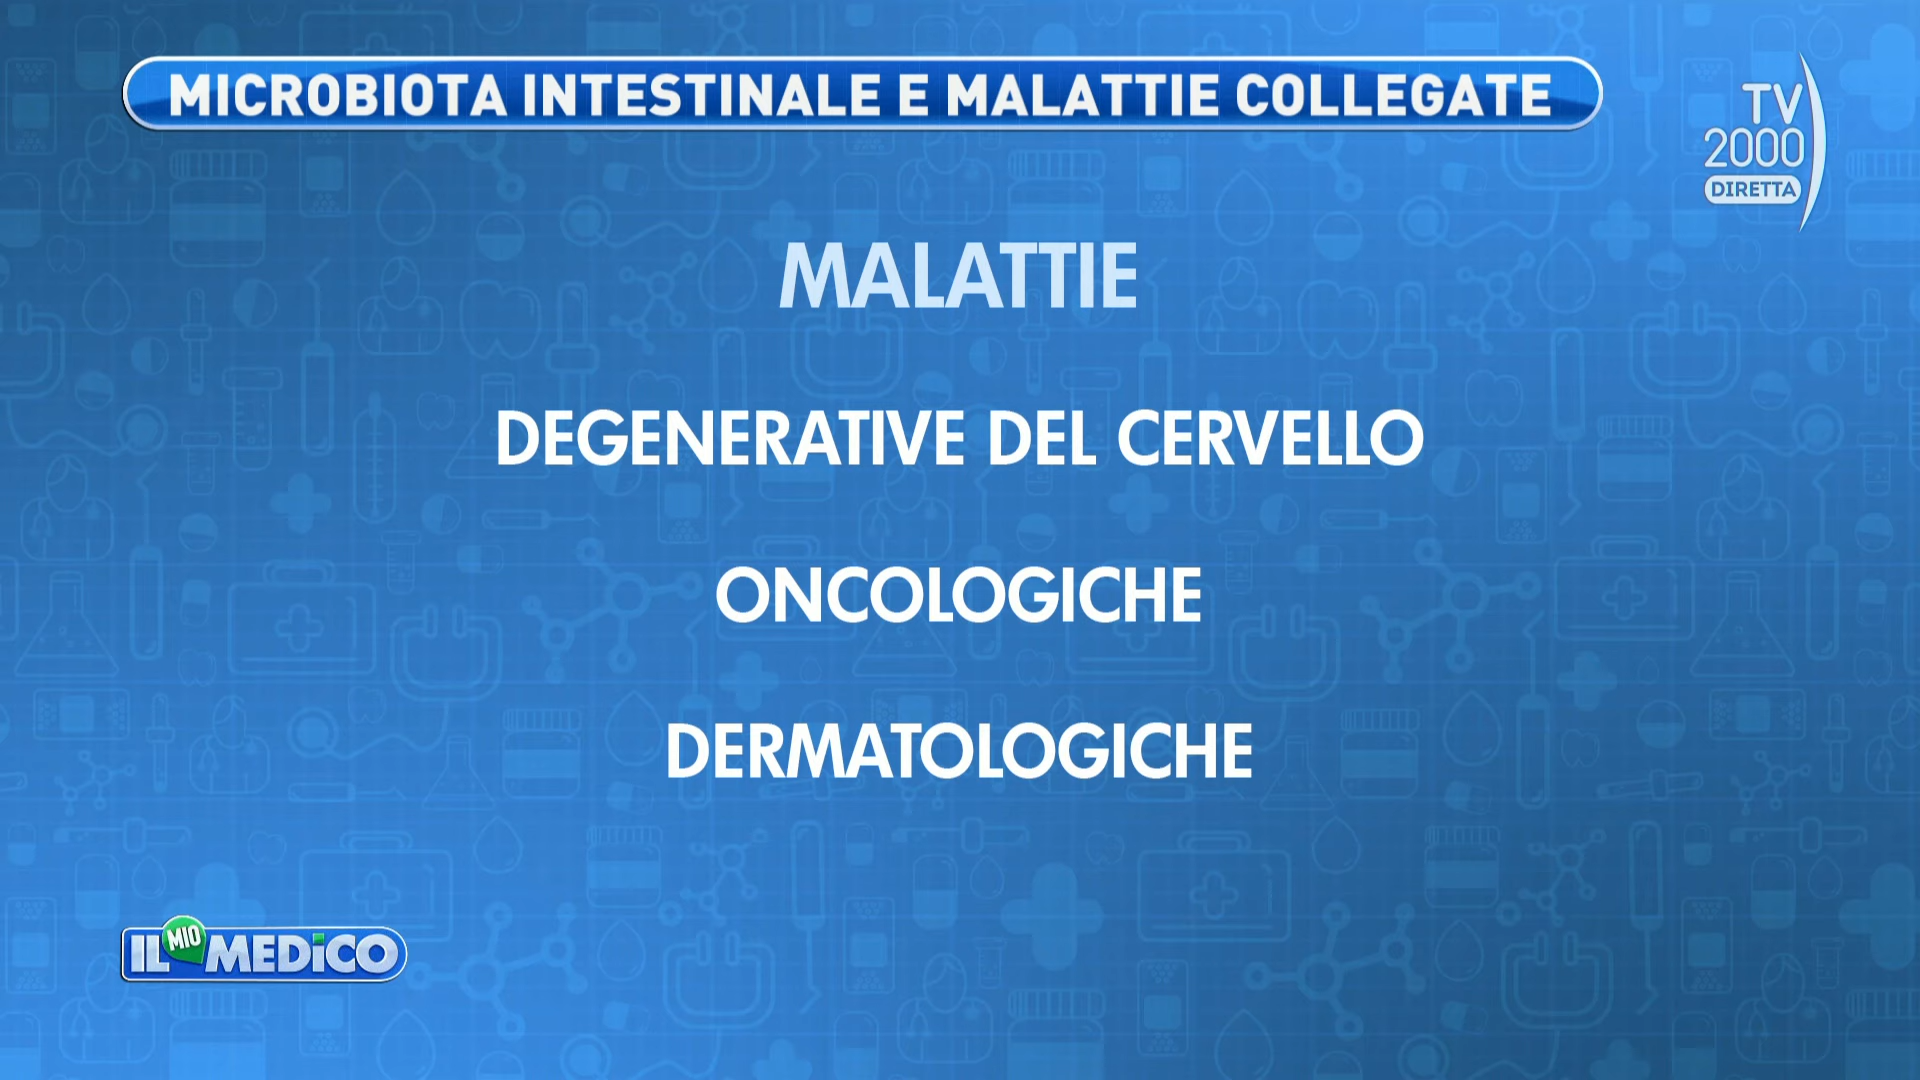 MICROBIOTA INTESTINALE E MALATTIE COLLEGATE
TV
2000
DIRETTA
MALATTIE
DEGENERATIVE DEL CERVELLO
ONCOLOGICHE
DERMATOLOGICHE
IL MIO MEDiCO